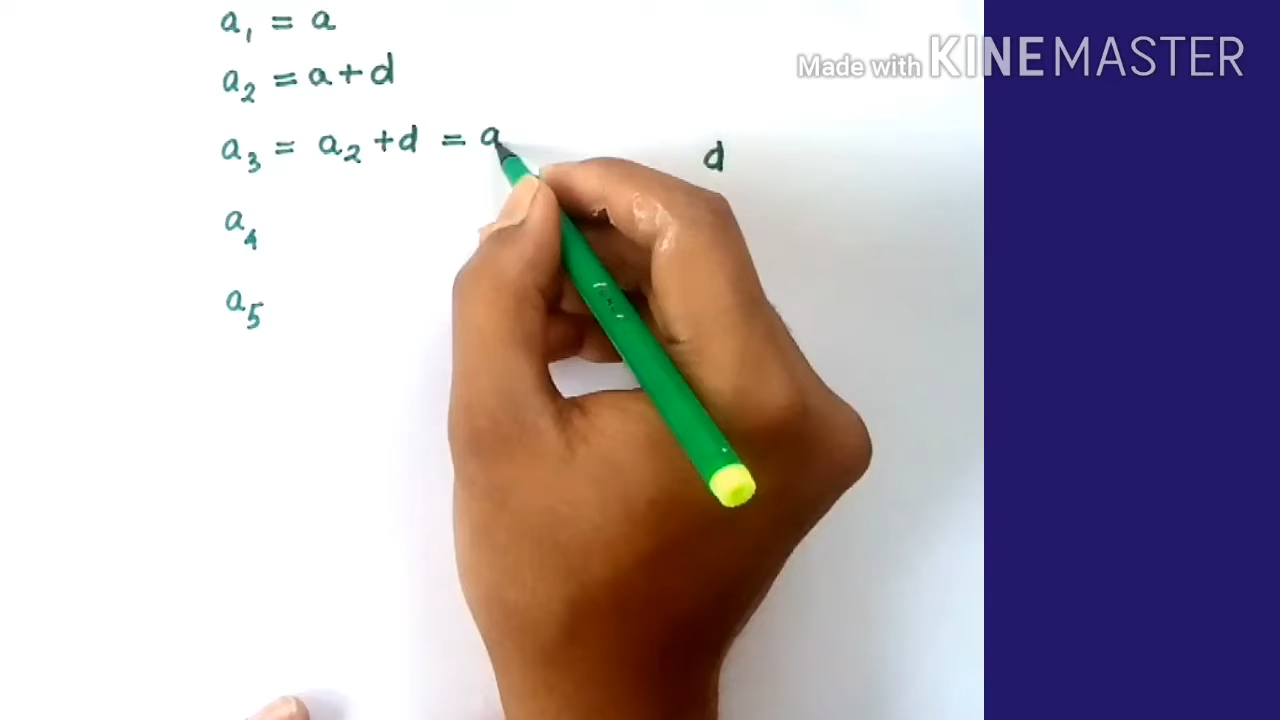 a₁ = a
Made with KINEMASTER
a₂ = a + d
a₃ = a₂ + d = a
d
a₄
a₅